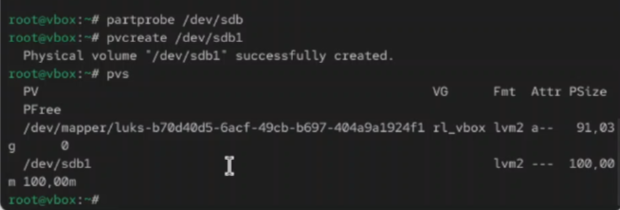 root@vbox:~# partprobe /dev/sdb
root@vbox:~# pvcreate /dev/sdb1
Physical volume "/dev/sdb1" successfully created.
root@vbox:~# pvs
PV VG Fmt Attr PSize
PFree
/dev/mapper/luks-b70d40d5-6acf-49cb-b697-404a9a1924f1 rl_vbox lvm2 a-- 91,03
g 0
/dev/sdb1 lvm2 --- 100,00
m 100,00m
root@vbox:~#